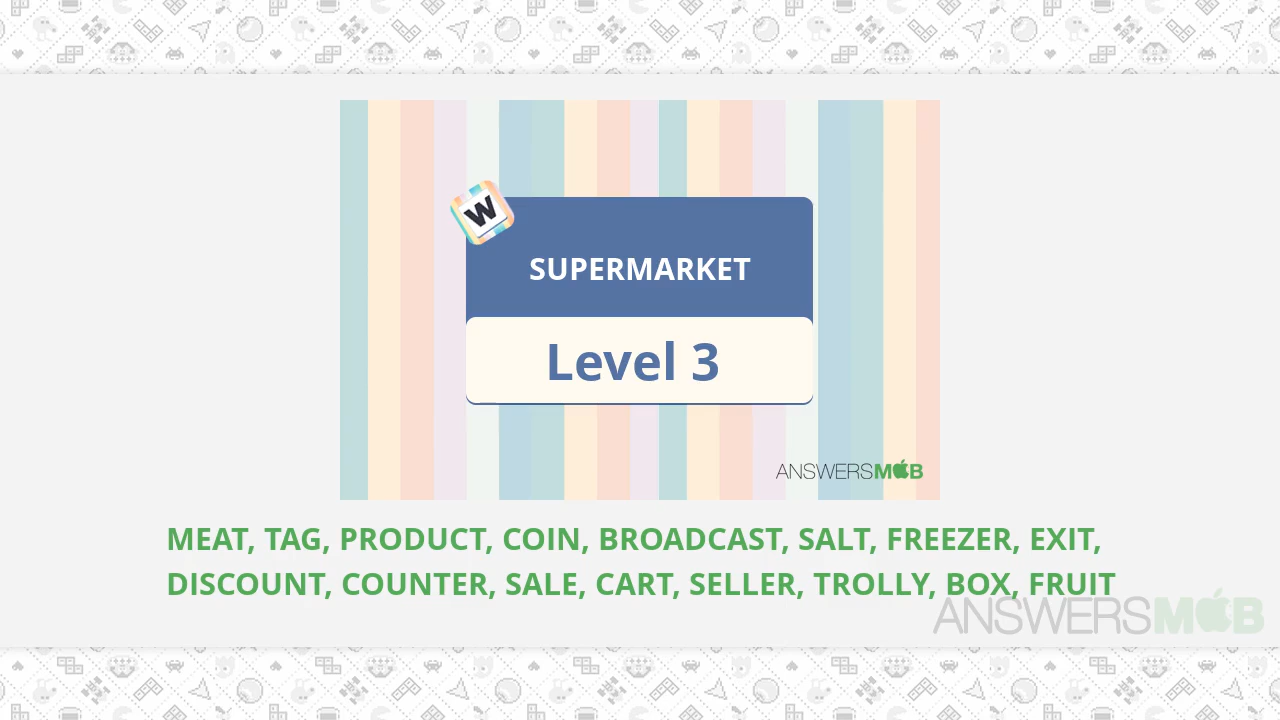 W
SUPERMARKET
Level 3
ANSWERSMOB
MEAT, TAG, PRODUCT, COIN, BROADCAST, SALT, FREEZER, EXIT,
DISCOUNT, COUNTER, SALE, CART, SELLER, TROLLY, BOX, FRUIT
ANSWERSMOB